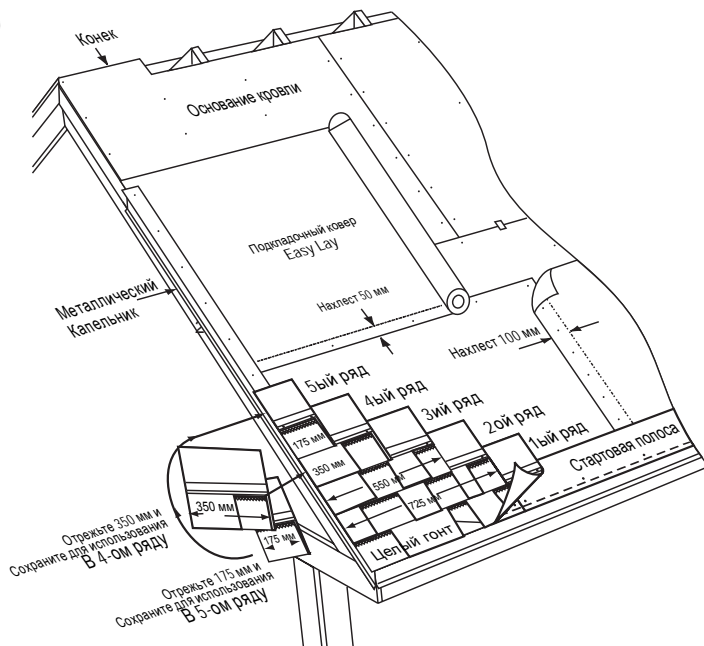 Конек
Основание кровли
Подкладочный ковер
Easy Lay
Нахлест 50 мм
Металлический
Капельник
Нахлест 100 мм
5ый ряд
4ый ряд
3ий ряд
2ой ряд
1ый ряд
Стартовая полоса
175 мм
350 мм
550 мм
725 мм
Целый гонт
350 мм
175 мм
Отрежьте 350 мм и
Сохраните для использования
В 4-ом ряду
Отрежьте 175 мм и
Сохраните для использования
В 5-ом ряду